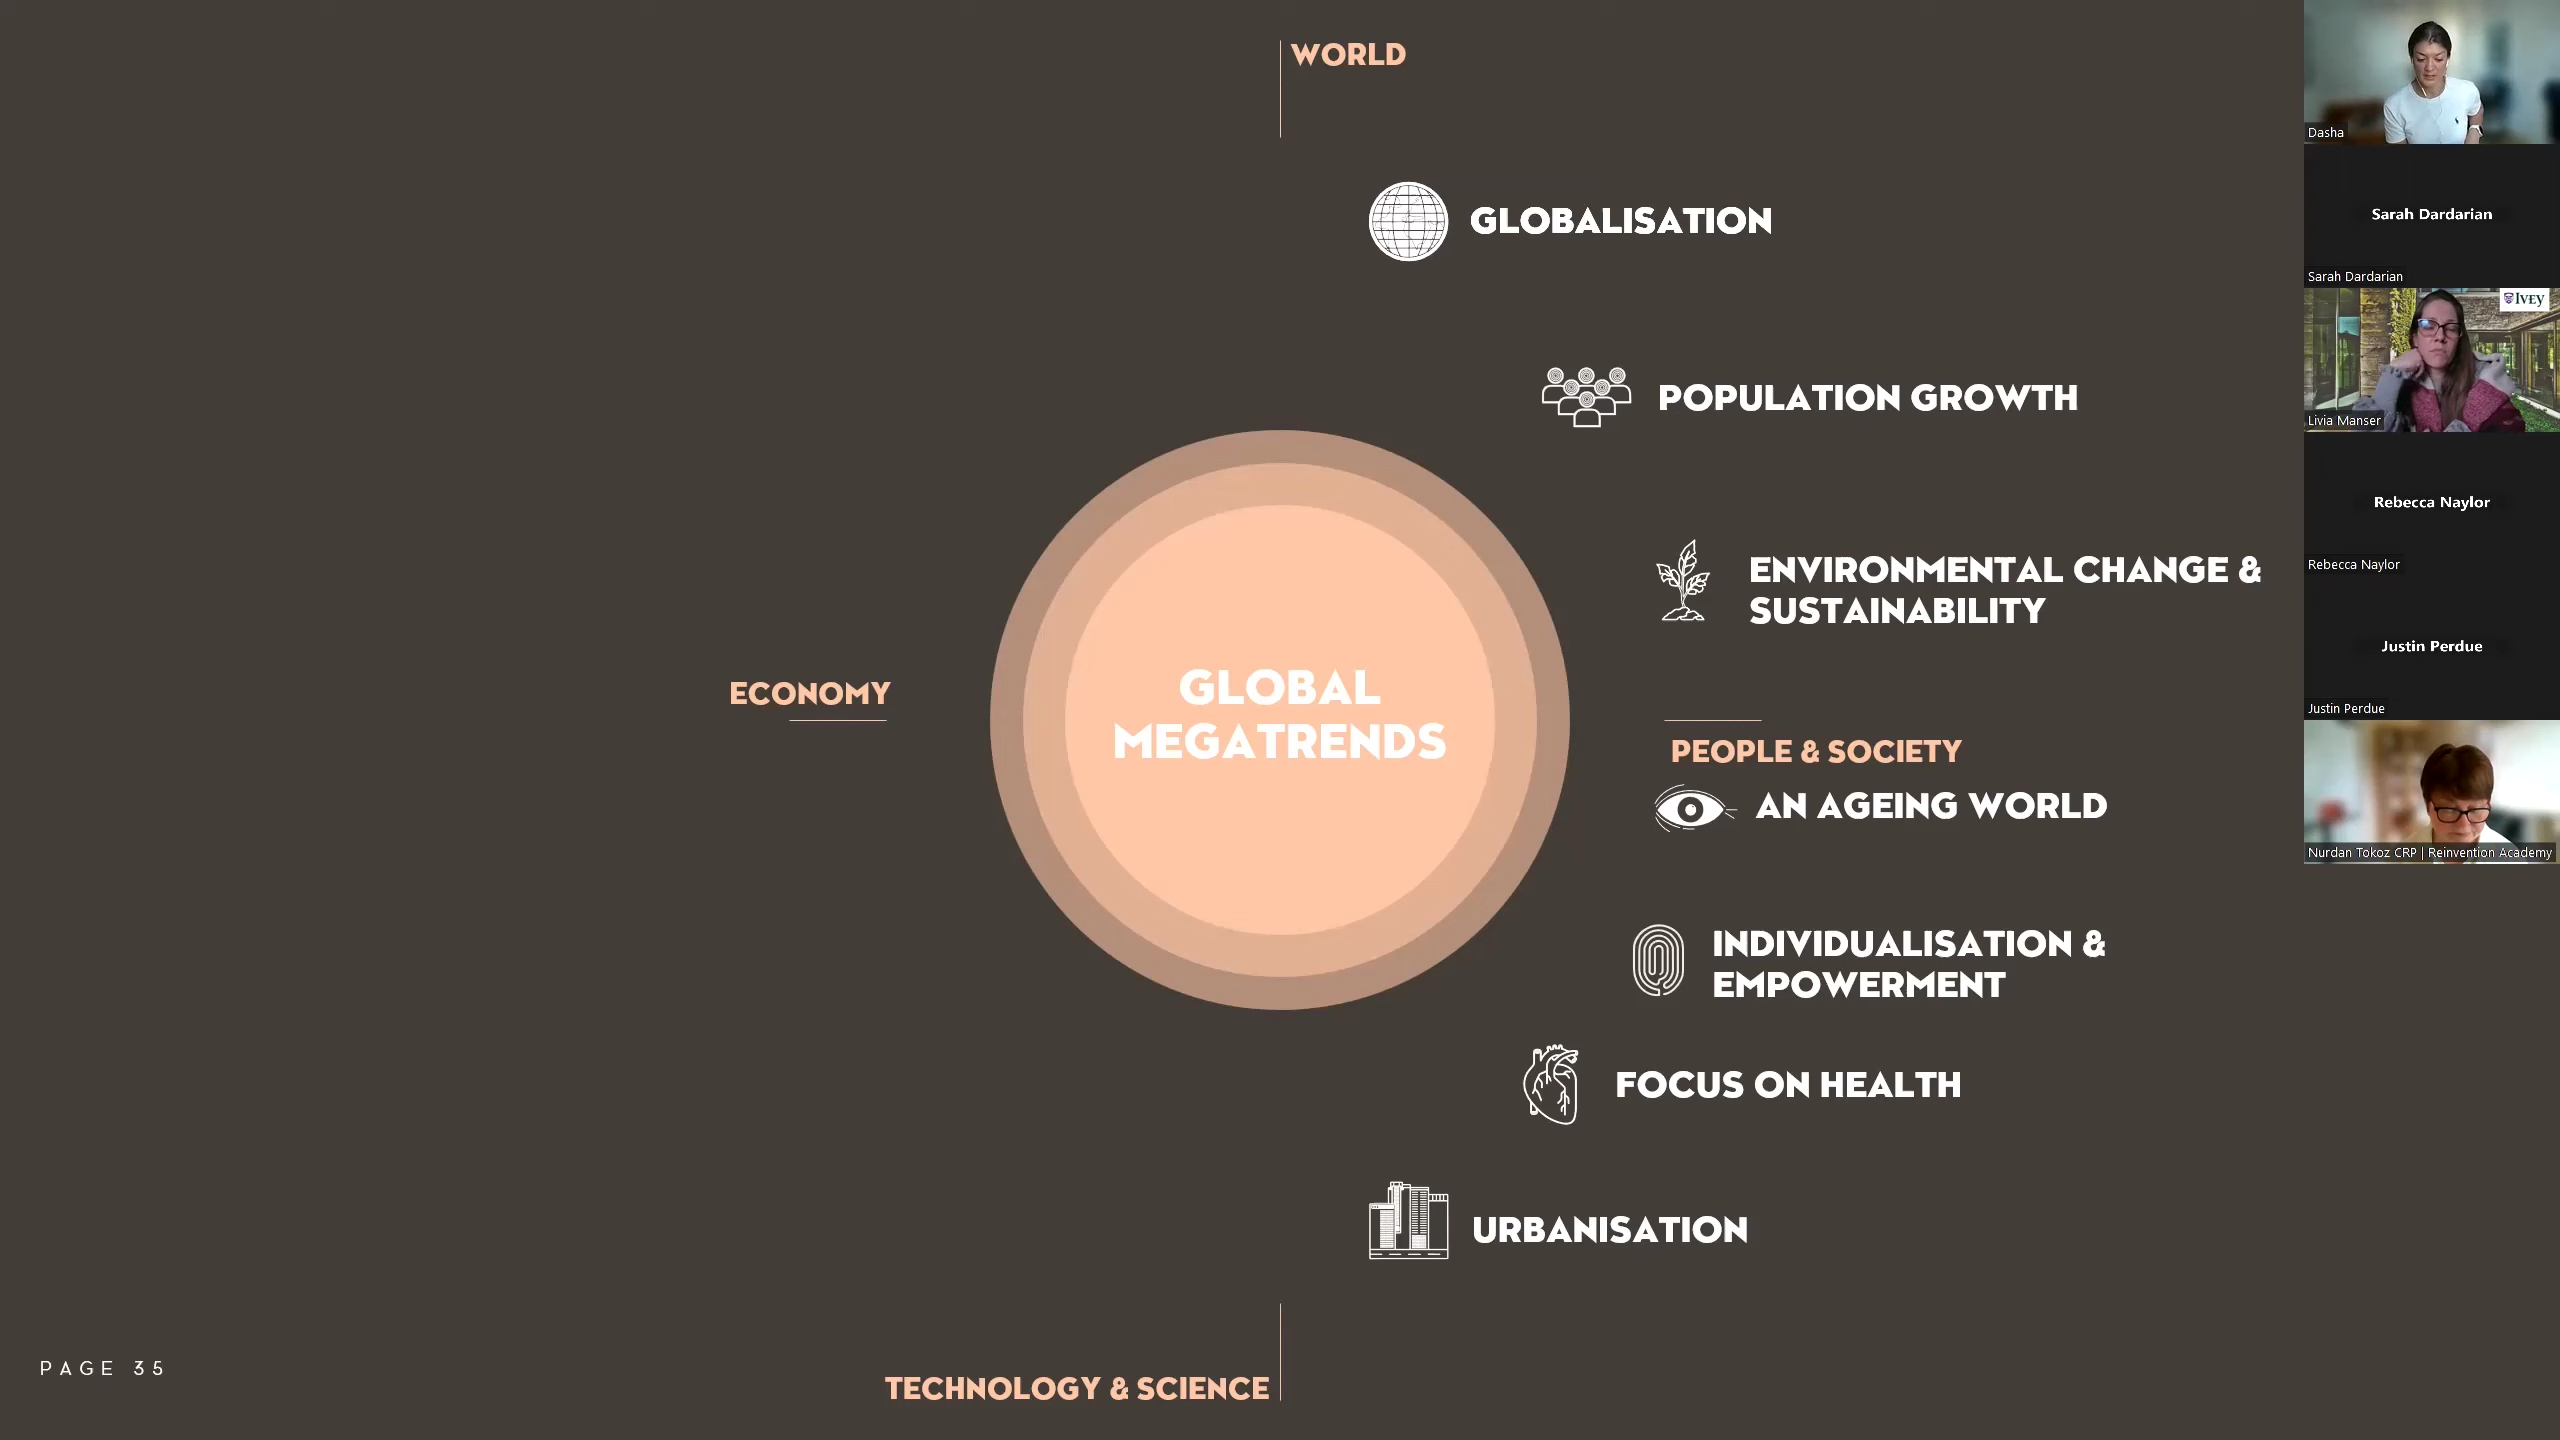 WORLD
GLOBALISATION
POPULATION GROWTH
ENVIRONMENTAL CHANGE &
SUSTAINABILITY
ECONOMY
GLOBAL
MEGATRENDS
PEOPLE & SOCIETY
AN AGEING WORLD
INDIVIDUALISATION &
EMPOWERMENT
FOCUS ON HEALTH
URBANISATION
TECHNOLOGY & SCIENCE
PAGE 35
Dasha
Sarah Dardarian
Sarah Dardarian
IVEY
Livia Manser
Rebecca Naylor
Rebecca Naylor
Justin Perdue
Justin Perdue
Nurdan Tokoz CRP | Reinvention Academy